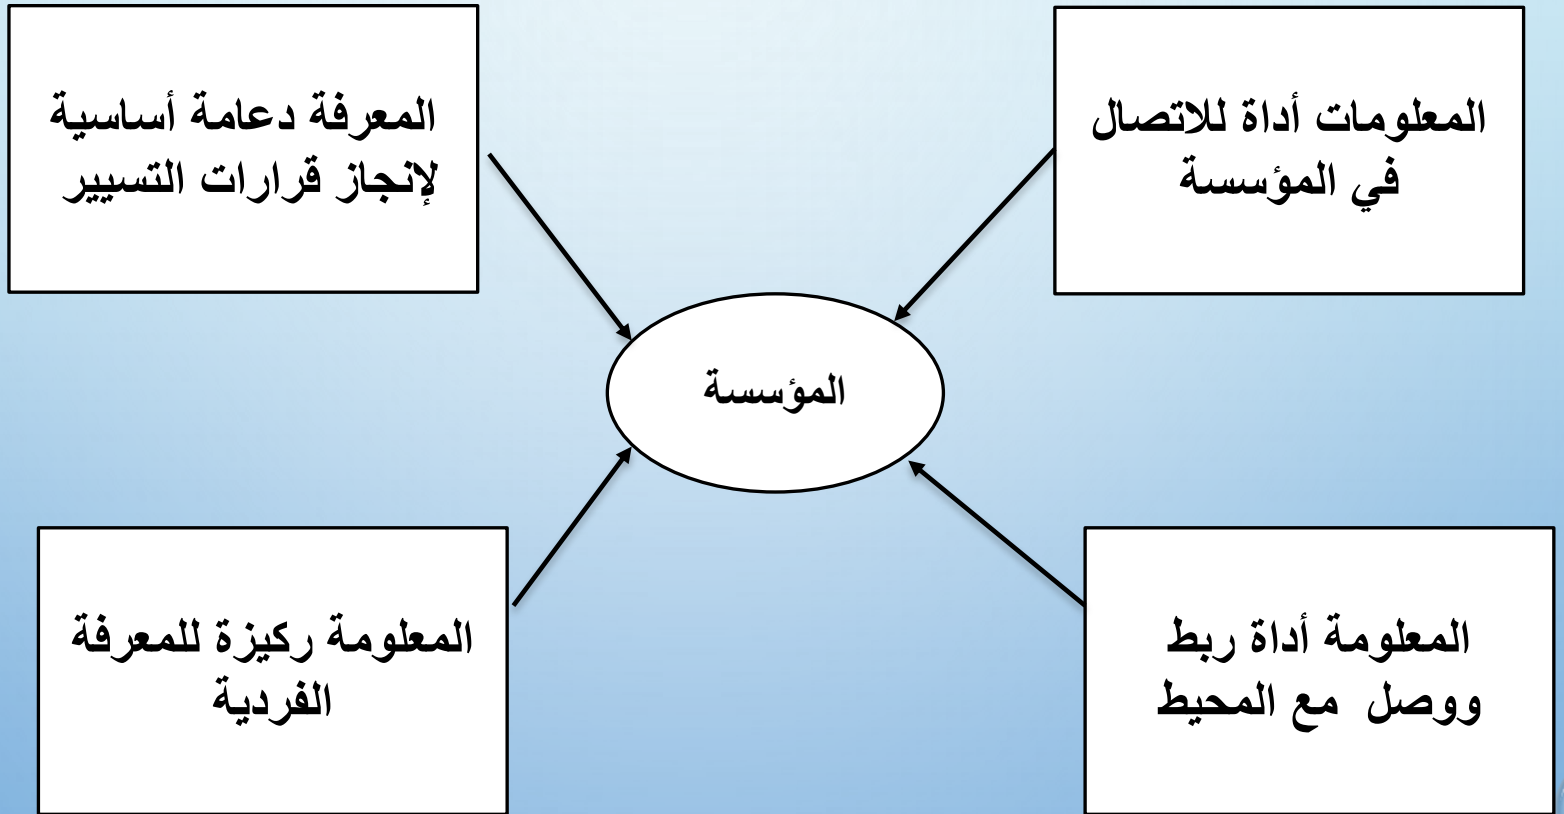 المعلومات أداة للاتصال
في المؤسسة
المعرفة دعامة أساسية
لإنجاز قرارات التسيير
المؤسسة
المعلومة أداة ربط
ووصل مع المحيط
المعلومة ركيزة للمعرفة
الفردية